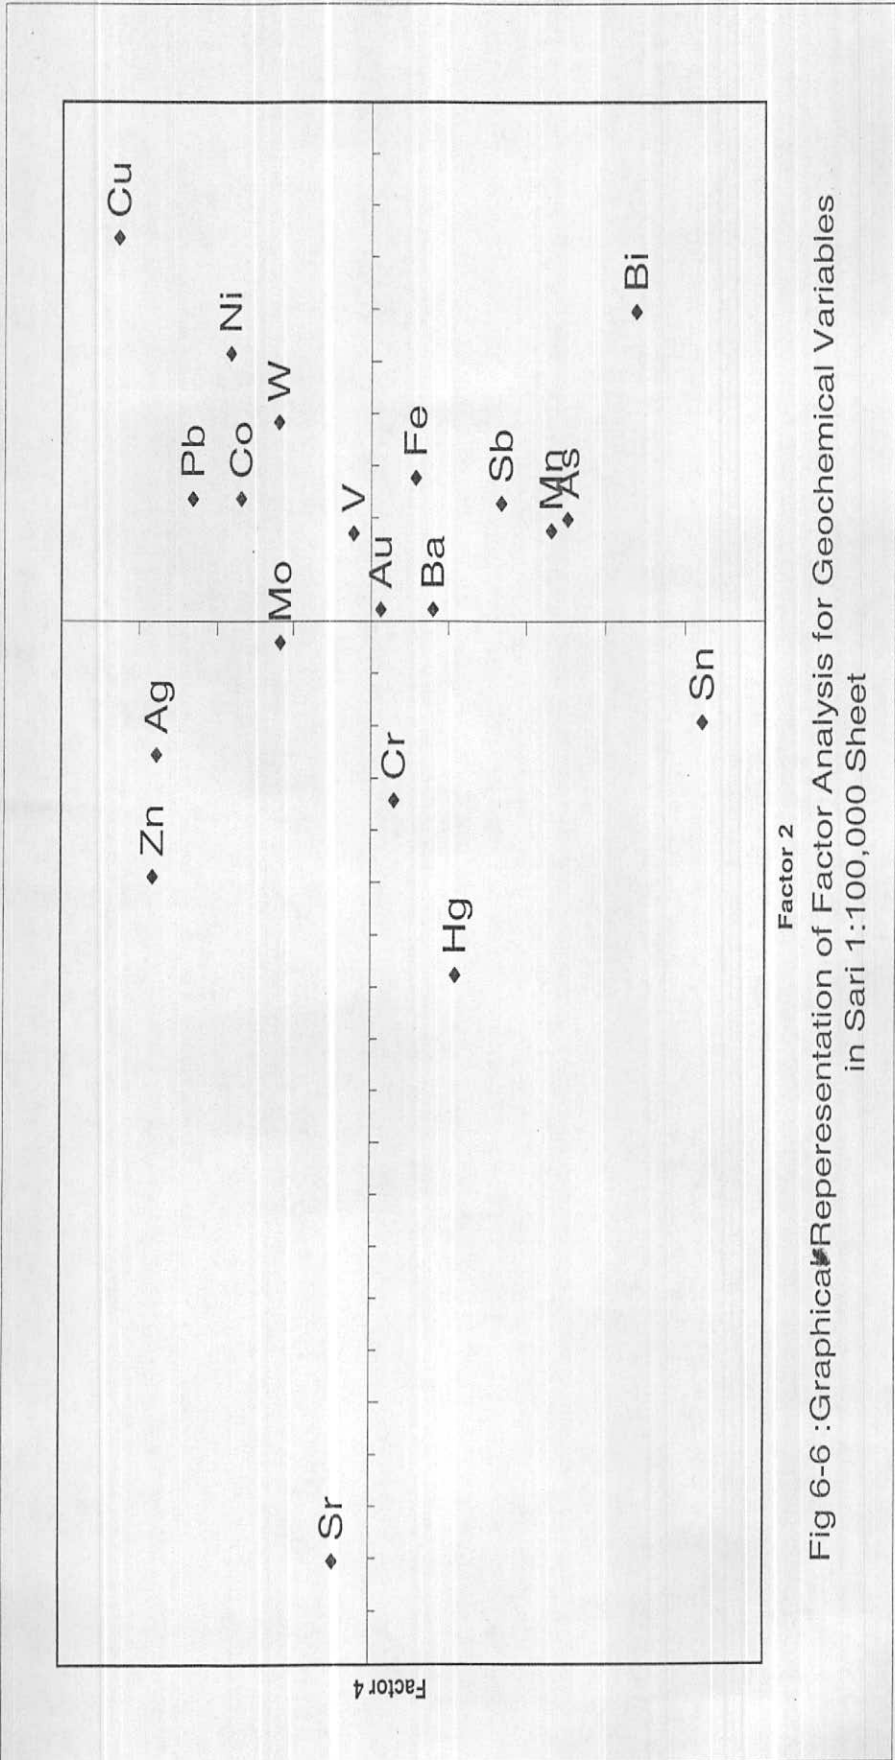 Cu
Ni
Pb
Co
W
V
Fe
Sb
Mn
As
Bi
Mo
Au
Ba
Zn
Ag
Cr
Sn
Hg
Sr
Factor 4
Factor 2
Fig 6-6 :Graphical Reperesentation of Factor Analysis for Geochemical Variables
in Sari 1:100,000 Sheet